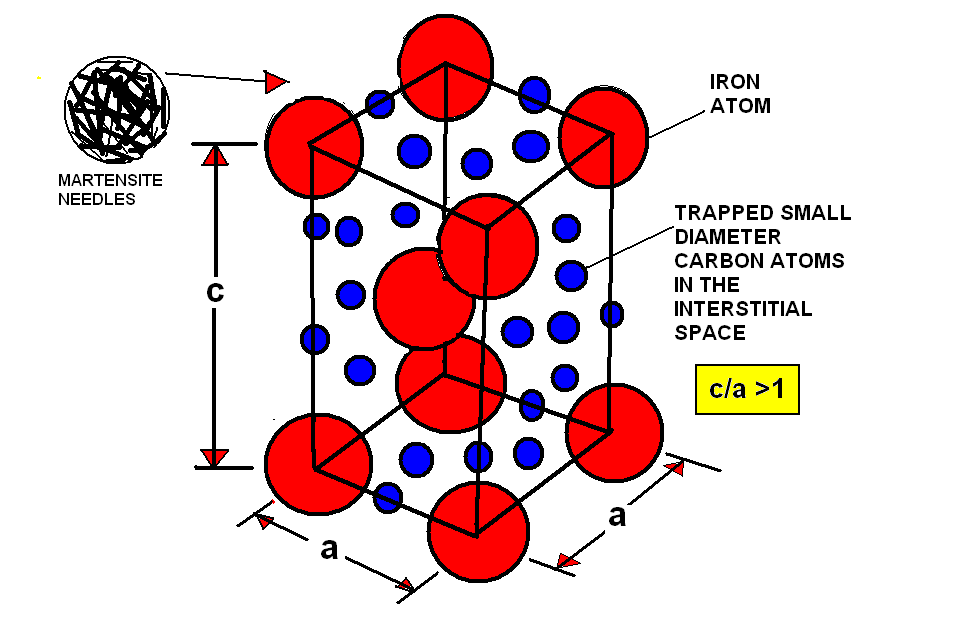 IRON
ATOM
MARTENSITE
NEEDLES
TRAPPED SMALL
DIAMETER
CARBON ATOMS
IN THE
INTERSTITIAL
SPACE
c
c/a >1
a
a